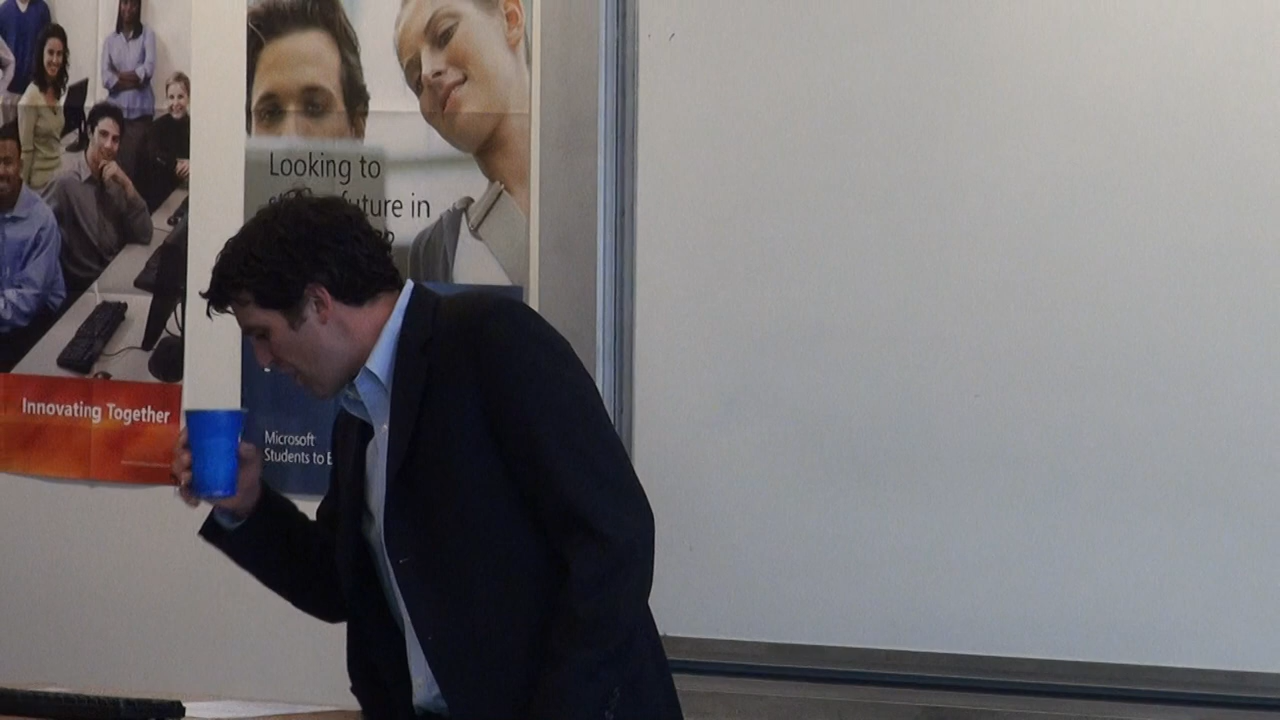 Innovating Together
Looking to
future in
Microsoft
Students to